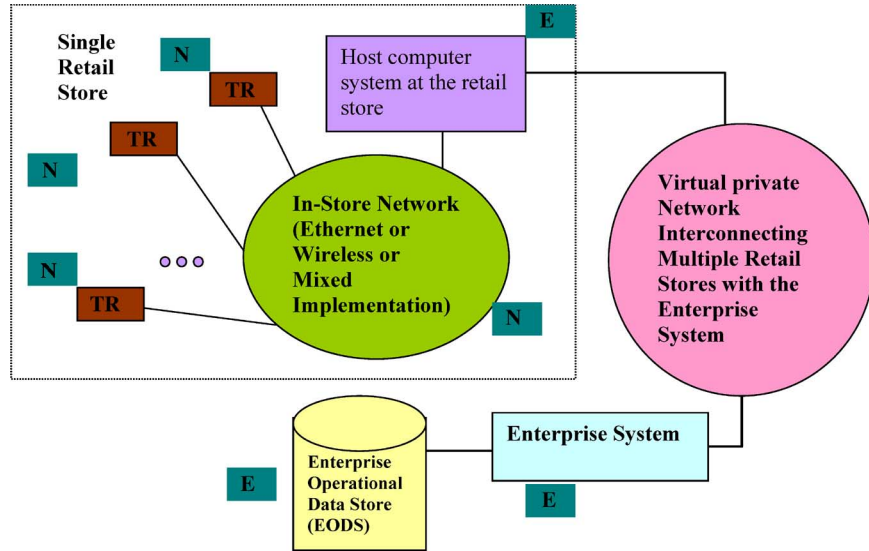 Single
Retail
Store
N
TR
TR
N
N
TR
E
Host computer
system at the retail
store
In-Store Network
(Ethernet or
Wireless or
Mixed
Implementation)
N
Virtual private
Network
Interconnecting
Multiple Retail
Stores with the
Enterprise
System
Enterprise System
E
Enterprise
Operational
Data Store
(EODS)
E